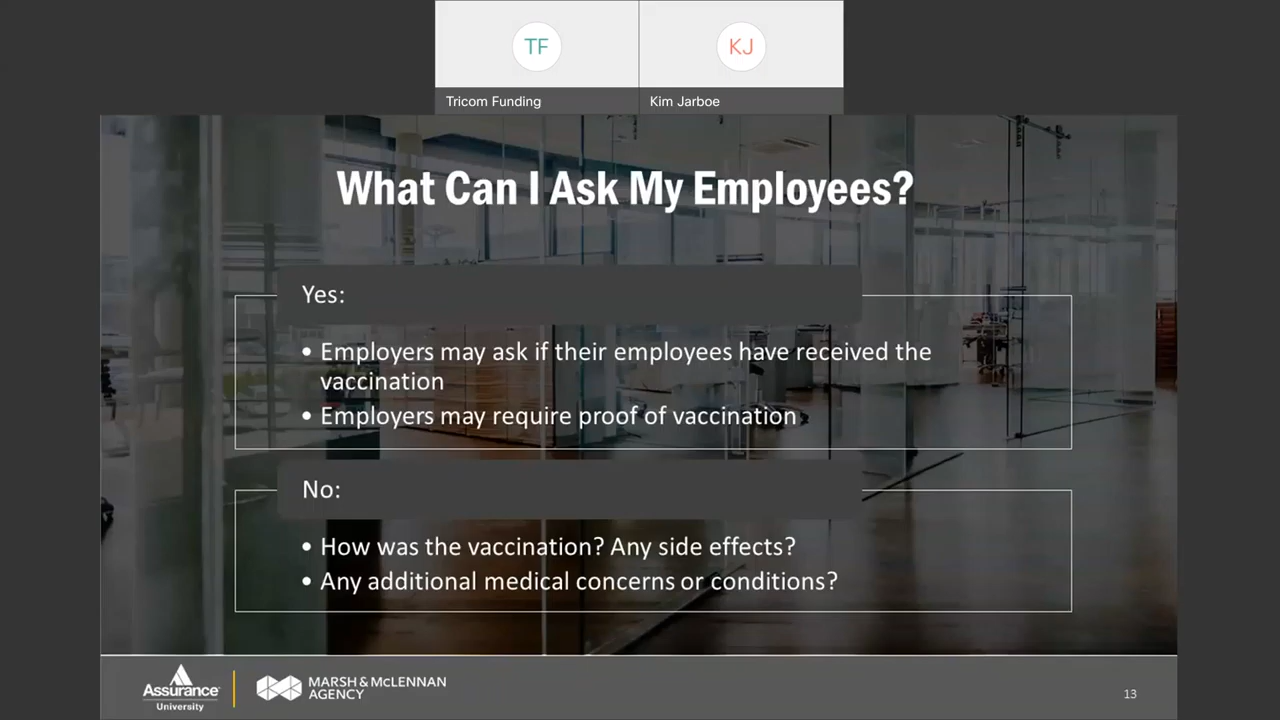 TF
KJ
Tricom Funding
Kim Jarboe
What Can I Ask My Employees?
Yes:
• Employers may ask if their employees have received the
vaccination
• Employers may require proof of vaccination
No:
• How was the vaccination? Any side effects?
• Any additional medical concerns or conditions?
Assurance
University
MARSH & McLENNAN
AGENCY
13